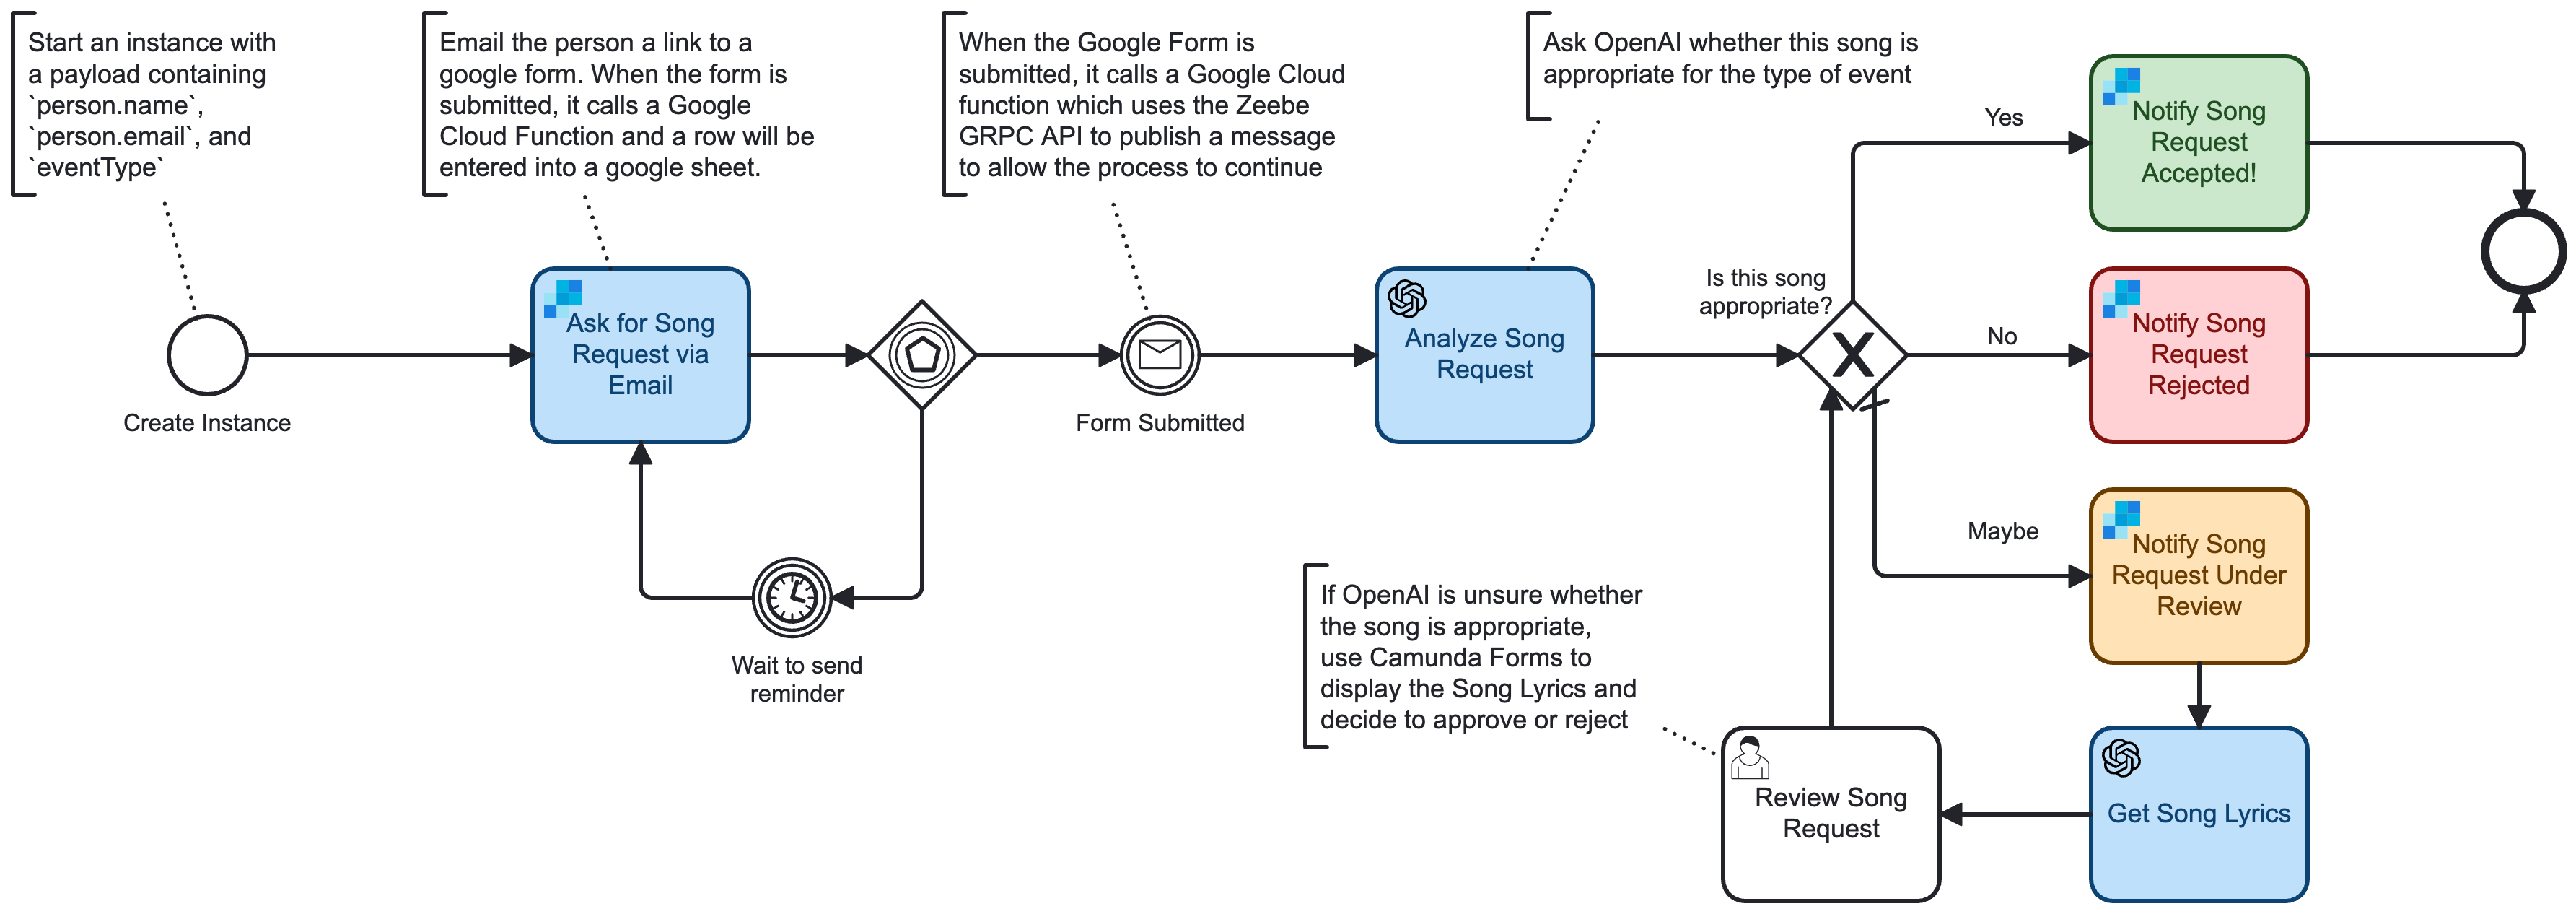 Start an instance with
a payload containing
`person.name`,
`person.email`, and
`eventType`
Email the person a link to a
google form. When the form is
submitted, it calls a Google
Cloud Function and a row will be
entered into a google sheet.
When the Google Form is
submitted, it calls a Google Cloud
function which uses the Zeebe
GRPC API to publish a message
to allow the process to continue
Ask OpenAI whether this song is
appropriate for the type of event
Create Instance
Ask for Song
Request via
Email
Wait to send
reminder
Form Submitted
Analyze Song
Request
Is this song
appropriate?
Yes
Notify Song
Request
Accepted!
No
Notify Song
Request
Rejected
Maybe
Notify Song
Request Under
Review
If OpenAI is unsure whether
the song is appropriate,
use Camunda Forms to
display the Song Lyrics and
decide to approve or reject
Review Song
Request
Get Song Lyrics